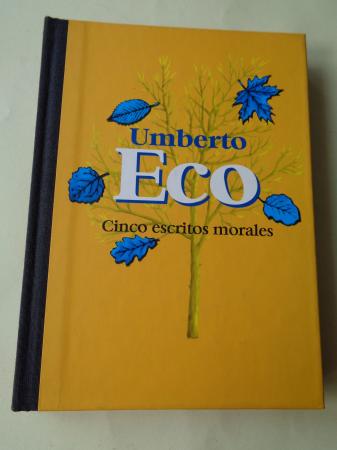 Umberto
Eco
Cinco escritos morales